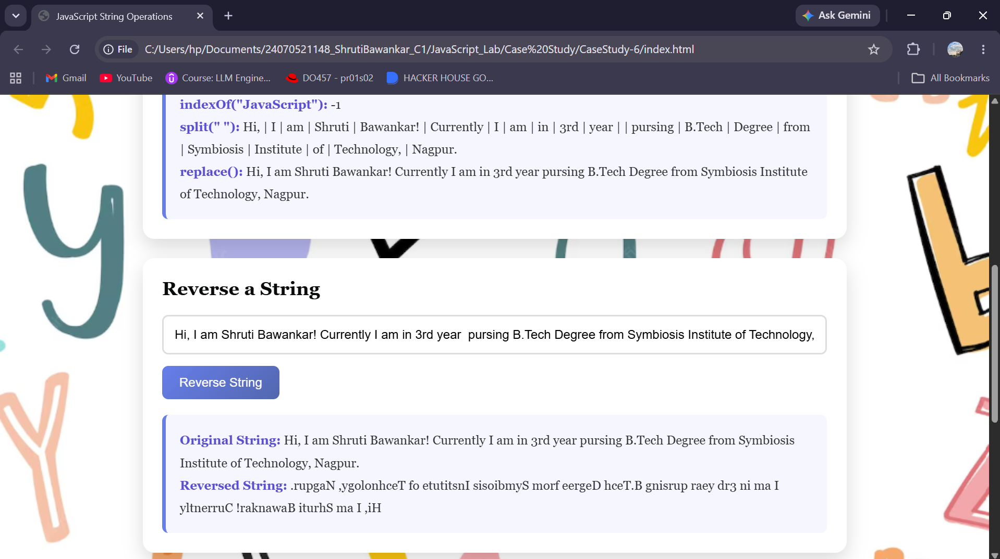 JavaScript String Operations
Ask Gemini
File C:/Users/hp/Documents/24070521148_ShrutiBawankar_C1/JavaScript_Lab/Case%20Study/CaseStudy-6/index.html
Gmail YouTube Course: LLM Engine... DO457 - pr01s02 HACKER HOUSE GO... All Bookmarks
indexOf("JavaScript"): -1
split(" "): Hi, | I | am | Shruti | Bawankar! | Currently | I | am | in | 3rd | year | | pursing | B.Tech | Degree | from
| Symbiosis | Institute | of | Technology, | Nagpur.
replace(): Hi, I am Shruti Bawankar! Currently I am in 3rd year pursing B.Tech Degree from Symbiosis Institute
of Technology, Nagpur.
Reverse a String
Hi, I am Shruti Bawankar! Currently I am in 3rd year  pursing B.Tech Degree from Symbiosis Institute of Technology,
Reverse String
Original String: Hi, I am Shruti Bawankar! Currently I am in 3rd year pursing B.Tech Degree from Symbiosis
Institute of Technology, Nagpur.
Reversed String: .rupgaN ,ygolonhceT fo etutitsnI sisoibmyS morf eergeD hceT.B gnisrup raey dr3 ni ma I
yltnerruC !raknawaB iturhS ma I ,iH